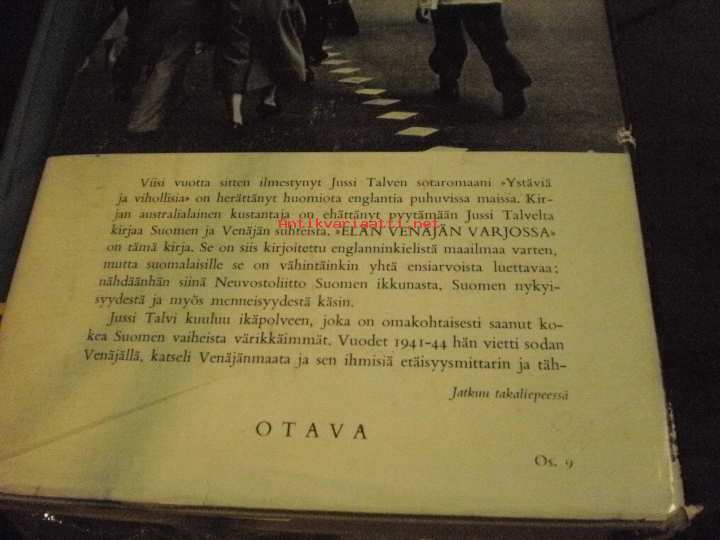 Viisi vuotta sitten ilmestynyt Jussi Talven sotaromaani »Ystäviä
ja vihollisia» on herättänyt huomiota englantia puhuvissa maissa. Kir-
jan australialainen kustantaja on ehättänyt pyytämään Jussi Talvelta
Antikvariaatti.net
kirjaa Suomen ja Venäjän suhteista. »ELÄN VENÄJÄN VARJOSSA»
on tämä kirja. Se on siis kirjoitettu englanninkielistä maailmaa varten,
mutta suomalaisille se on vähintäinkin yhtä ensiarvoista luettavaa;
nähdäänhän siinä Neuvostoliitto Suomen ikkunasta, Suomen nykyi-
syydestä ja myös menneisyydestä käsin.
Jussi Talvi kuuluu ikäpolveen, joka on omakohtaisesti saanut ko-
kea Suomen vaiheista värikkäimmät. Vuodet 1941-44 hän vietti sodan
Venäjällä, katseli Venäjänmaata ja sen ihmisiä etäisyysmittarin ja täh-
Jatkuu takaliepeessä
OTAVA
Os. 9